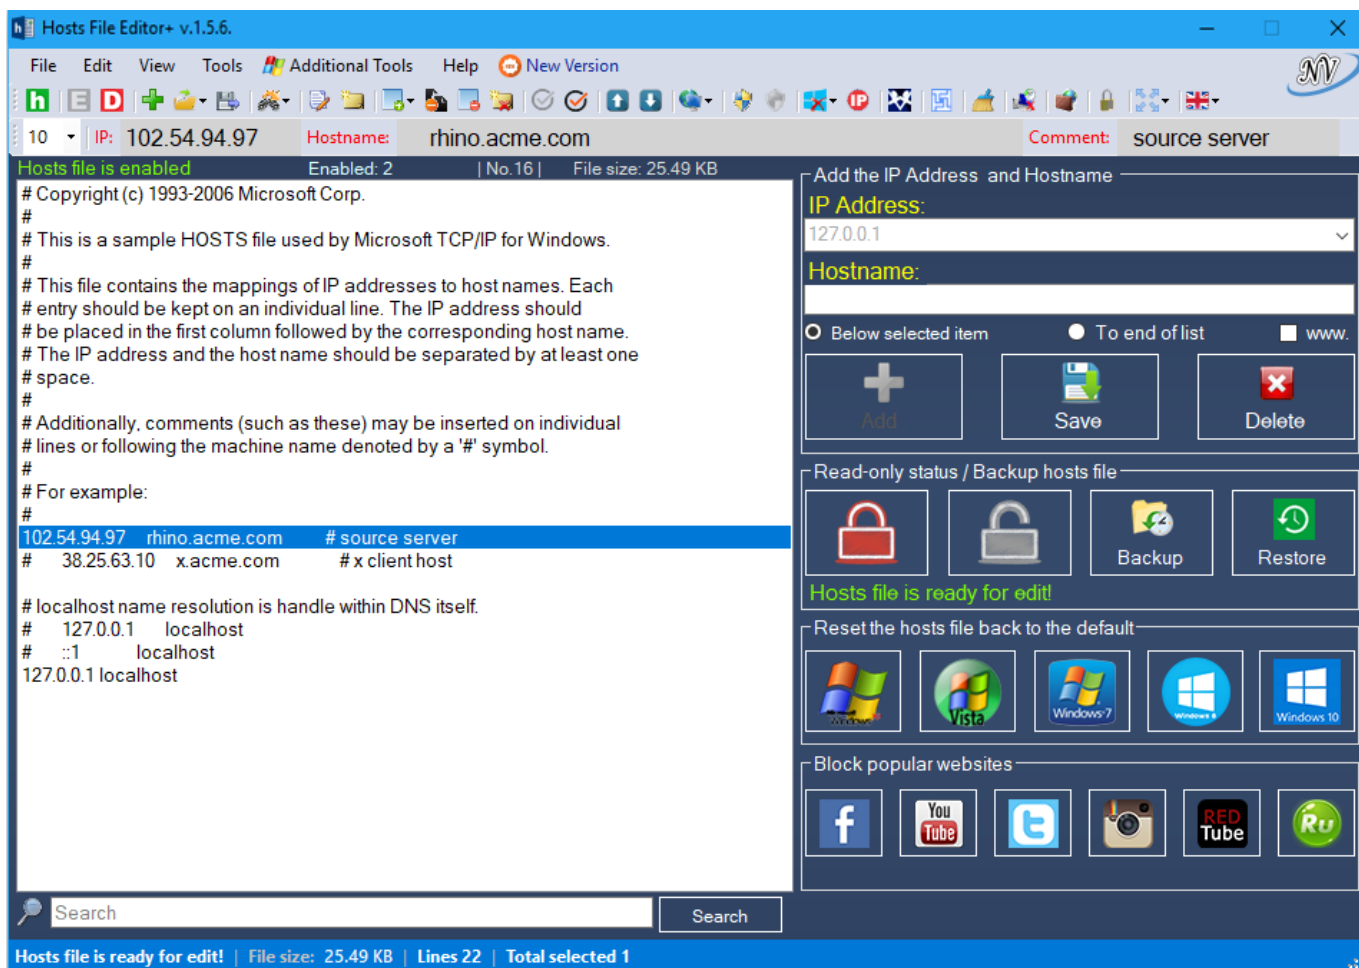 Hosts File Editor+ v.1.5.6.
File Edit View Tools Additional Tools Help New Version
NV
h E D
10 IP: 102.54.94.97 Hostname: rhino.acme.com Comment: source server
Hosts file is enabled Enabled: 2 | No.16 | File size: 25.49 KB
# Copyright (c) 1993-2006 Microsoft Corp.
#
# This is a sample HOSTS file used by Microsoft TCP/IP for Windows.
#
# This file contains the mappings of IP addresses to host names. Each
# entry should be kept on an individual line. The IP address should
# be placed in the first column followed by the corresponding host name.
# The IP address and the host name should be separated by at least one
# space.
#
# Additionally, comments (such as these) may be inserted on individual
# lines or following the machine name denoted by a '#' symbol.
#
# For example:
#
102.54.94.97 rhino.acme.com # source server
# 38.25.63.10 x.acme.com # x client host
# localhost name resolution is handle within DNS itself.
# 127.0.0.1 localhost
# ::1 localhost
127.0.0.1 localhost
Search
Search
Add the IP Address and Hostname
IP Address:
127.0.0.1
Hostname:
Below selected item To end of list www.
Add Save Delete
Read-only status / Backup hosts file
Backup Restore
Hosts file is ready for edit!
Reset the hosts file back to the default
Vista Windows 7 Windows 8 Windows 10
Block popular websites
f You Tube RED Tube Ru
Hosts file is ready for edit! | File size: 25.49 KB | Lines 22 | Total selected 1